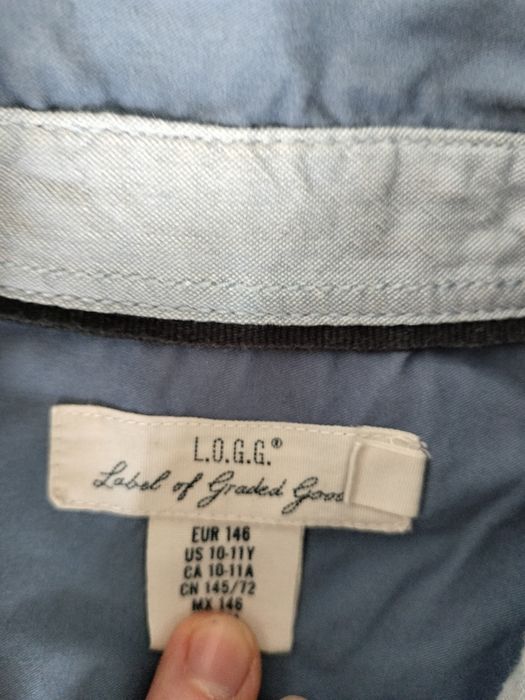 L.O.G.G.®
Label of Graded
EUR 146
US 10-11Y
CA 10-11A
CN 145/72
MX 146